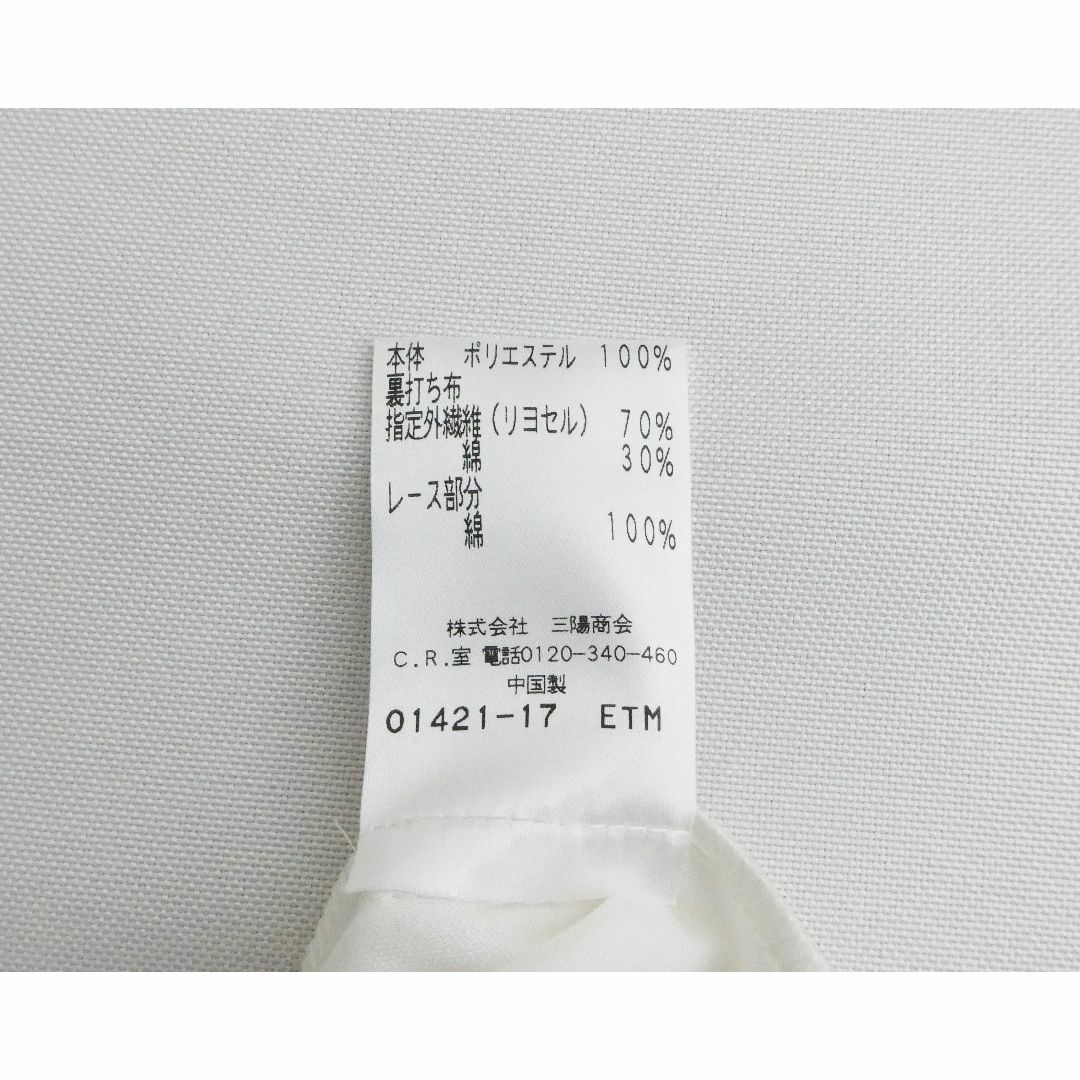 本体 ポリエステル 100%
裏打ち布
指定外繊維(リヨセル) 70%
綿 30%
レース部分
綿 100%
株式会社 三陽商会
C.R.室 電話0120-340-460
中国製
01421-17 ETM